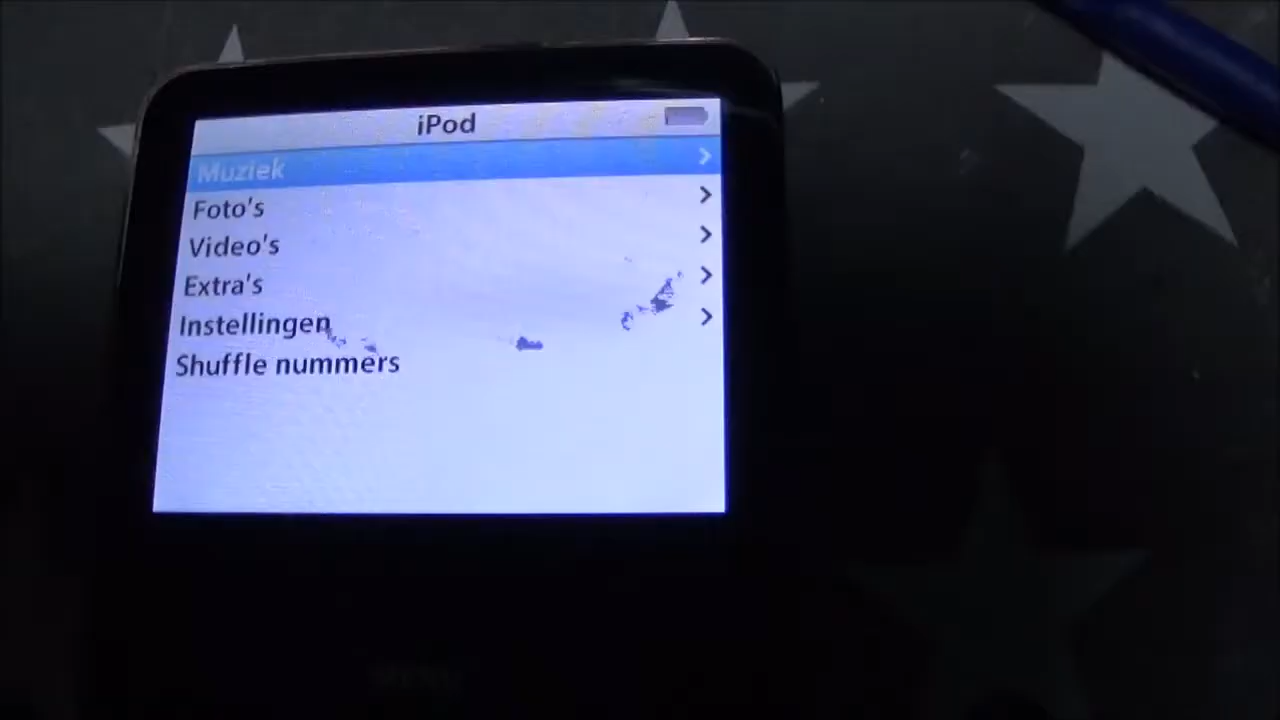 iPod
Muziek
Foto's
Video's
Extra's
Instellingen
Shuffle nummers